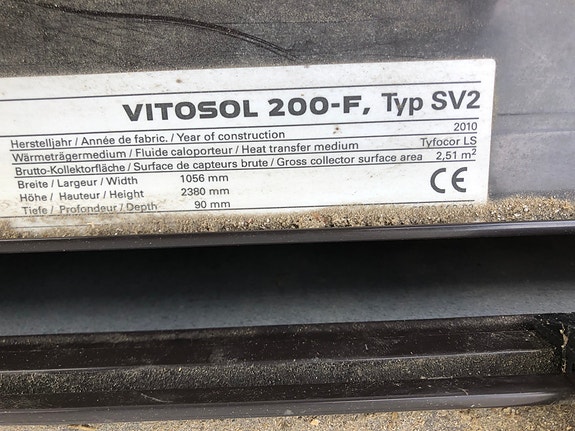 VITOSOL 200-F, Typ SV2
Herstelljahr / Année de fabric. / Year of construction 2010
Wärmeträgermedium / Fluide caloporteur / Heat transfer medium Tyfocor LS
Brutto-Kollektorfläche / Surface de capteurs brute / Gross collector surface area 2,51 m²
Breite / Largeur / Width 1056 mm
Höhe / Hauteur / Height 2380 mm
Tiefe / Profondeur / Depth 90 mm
CE